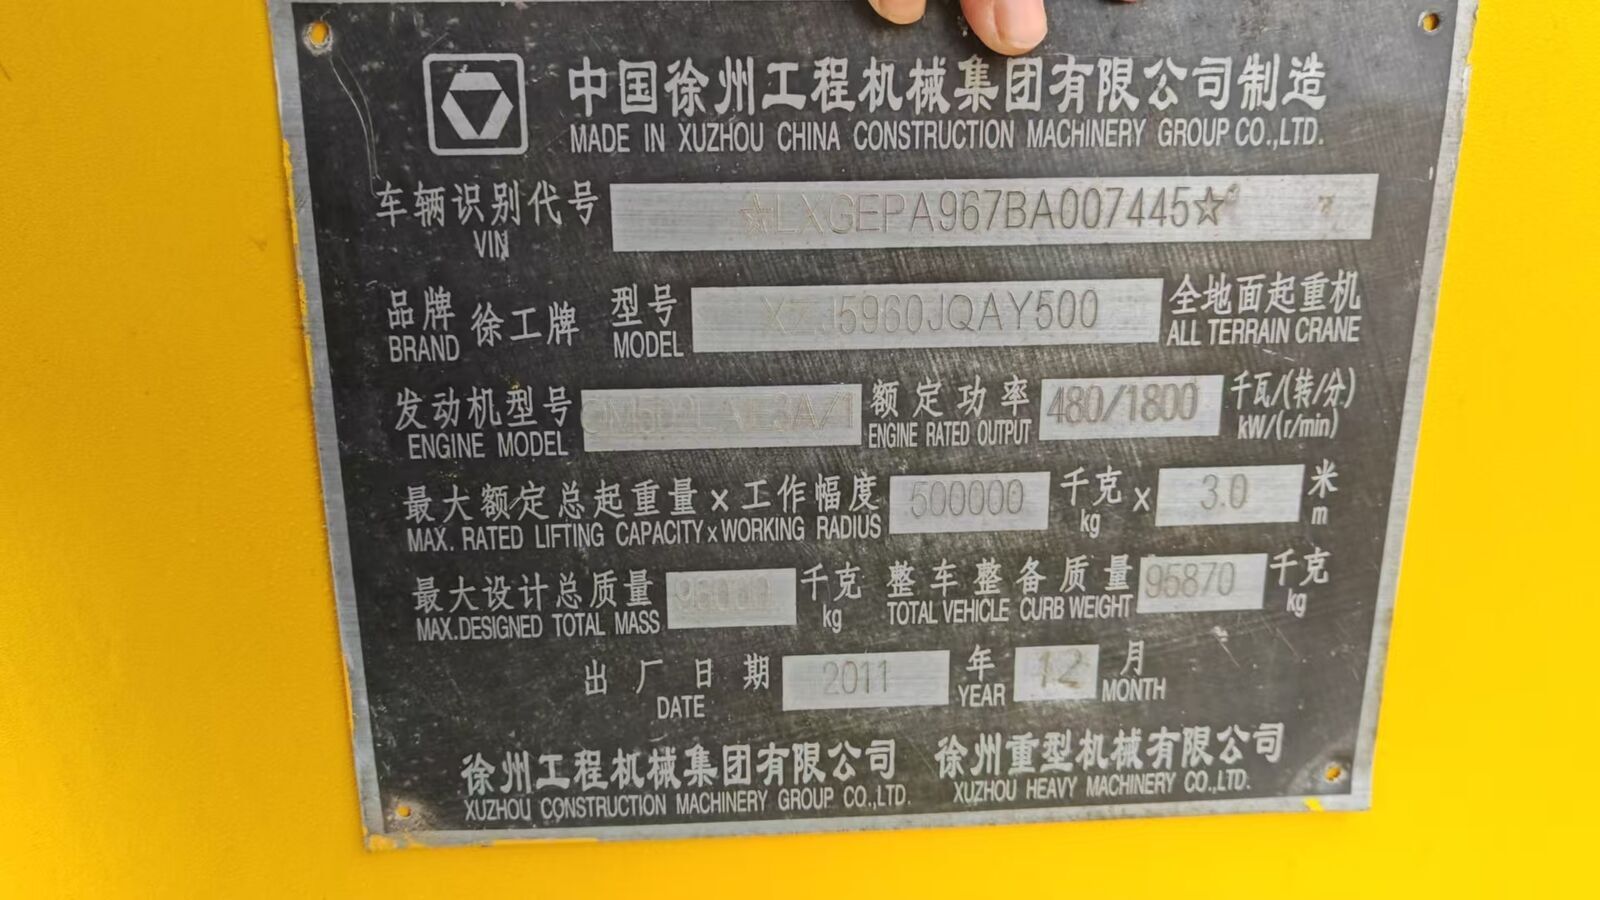 中国徐州工程机械集团有限公司制造
MADE IN XUZHOU CHINA CONSTRUCTION MACHINERY GROUP CO.,LTD.
车辆识别代号 ☆LXGEPA967BA007445☆
VIN
品牌 徐工牌 型号 XZJ5960JQAY500 全地面起重机
BRAND MODEL ALL TERRAIN CRANE
发动机型号 额定功率 480/1800 千瓦/(转/分)
ENGINE MODEL ENGINE RATED OUTPUT kW/(r/min)
最大额定总起重量×工作幅度 500000 千克 × 3.0 米
MAX. RATED LIFTING CAPACITY×WORKING RADIUS kg m
最大设计总质量 96000 千克 整车整备质量 95870 千克
MAX.DESIGNED TOTAL MASS kg TOTAL VEHICLE CURB WEIGHT kg
出厂日期 2011 年 12 月
DATE YEAR MONTH
徐州工程机械集团有限公司 徐州重型机械有限公司
XUZHOU CONSTRUCTION MACHINERY GROUP CO.,LTD. XUZHOU HEAVY MACHINERY CO.,LTD.